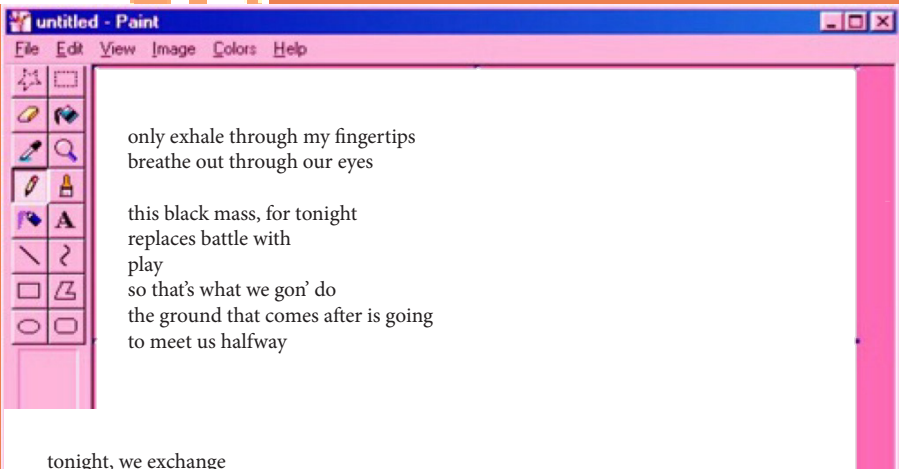 untitled - Paint
File Edit View Image Colors Help
A
only exhale through my fingertips
breathe out through our eyes
this black mass, for tonight
replaces battle with
play
so that’s what we gon’ do
the ground that comes after is going
to meet us halfway
tonight, we exchange